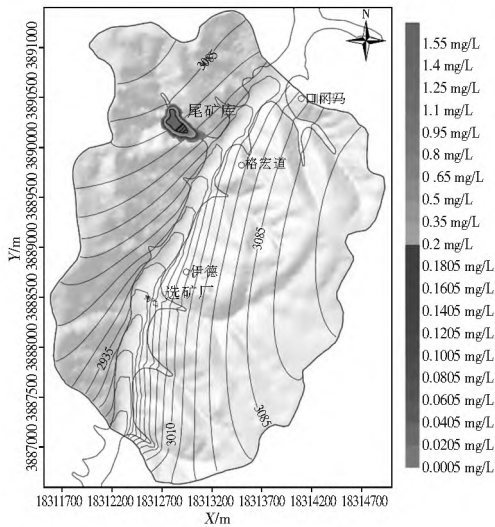 N
3891000
3890500
3890000
3889500
3889000
3888500
3888000
3887500
3887000
Y/m
3085
尾矿库
口闲马
格宏道
3085
伊德
选矿厂
2935
3010
3085
18311700 18312200 18312700 18313200 18313700 18314200 18314700
X/m
1.55 mg/L
1.4 mg/L
1.25 mg/L
1.1 mg/L
0.95 mg/L
0.8 mg/L
0.65 mg/L
0.5 mg/L
0.35 mg/L
0.2 mg/L
0.1805 mg/L
0.1605 mg/L
0.1405 mg/L
0.1205 mg/L
0.1005 mg/L
0.0805 mg/L
0.0605 mg/L
0.0405 mg/L
0.0205 mg/L
0.0005 mg/L